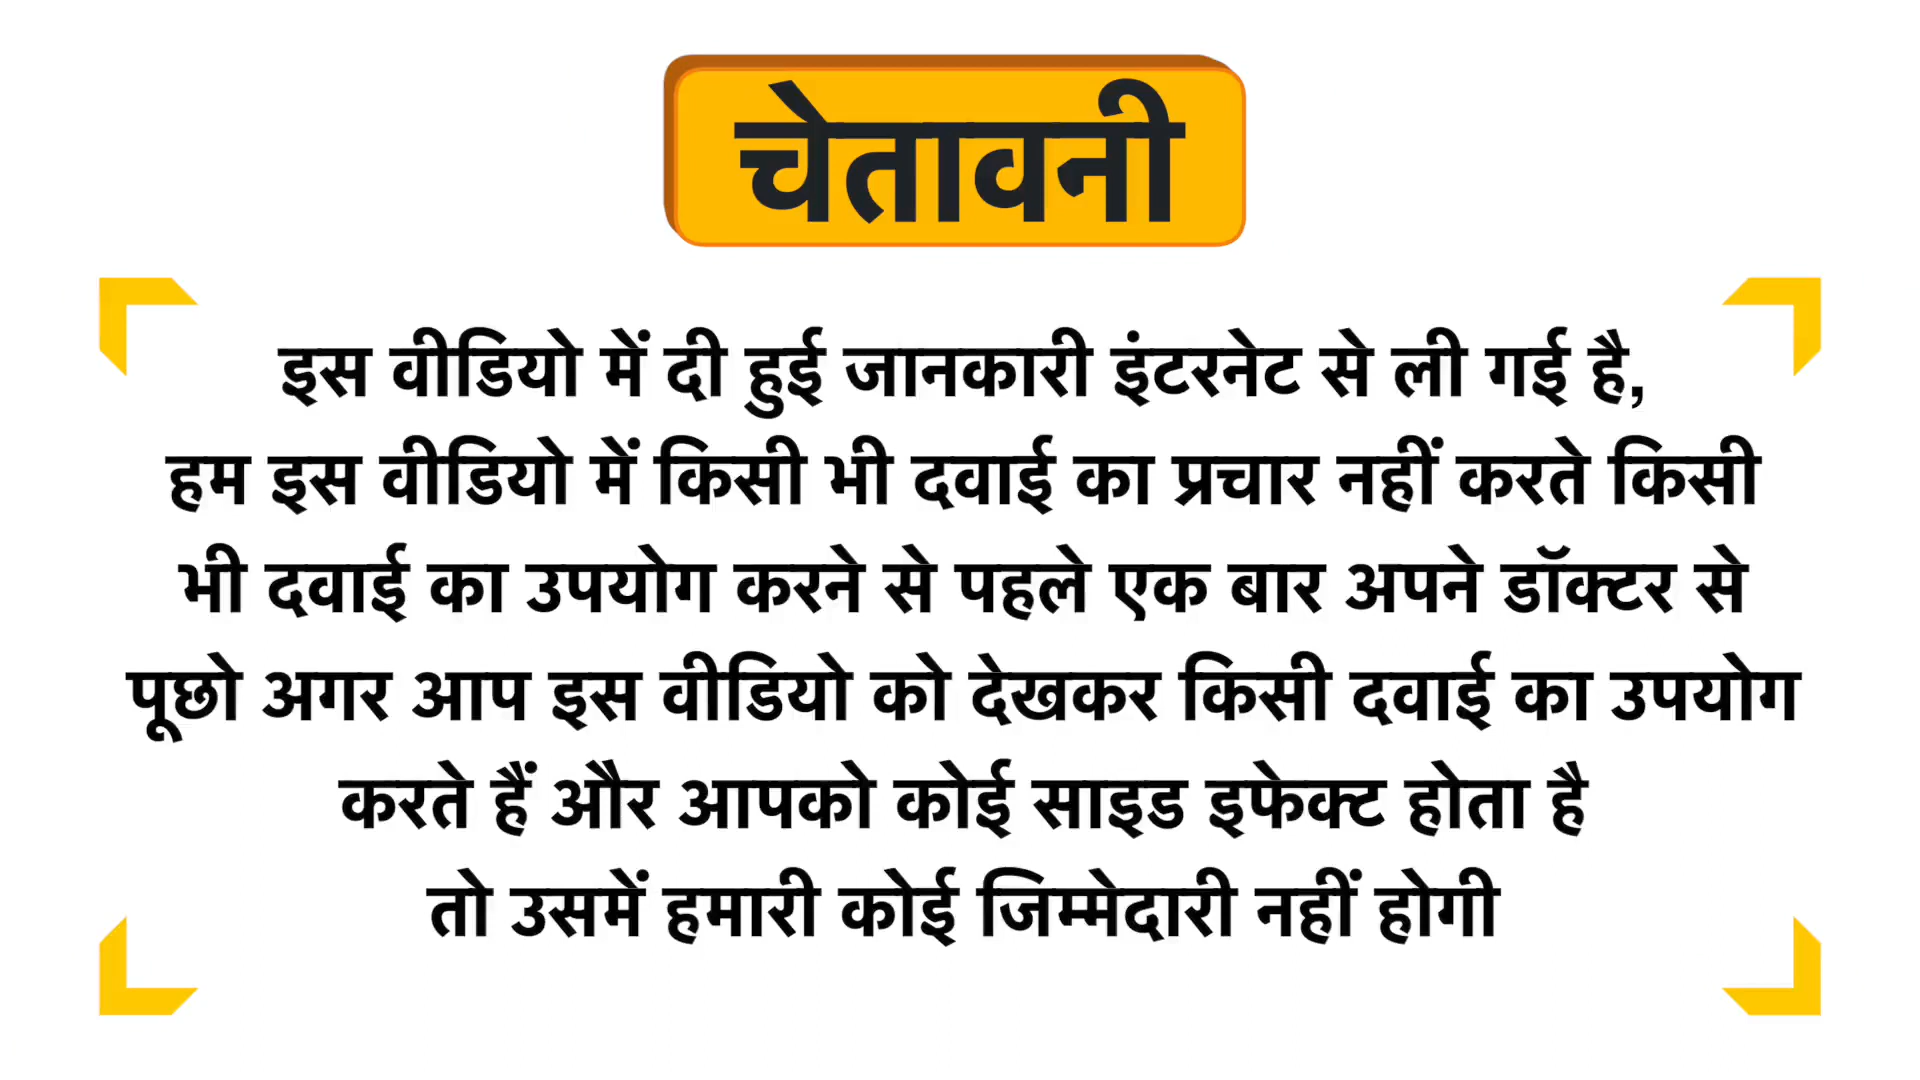 चेतावनी
इस वीडियो में दी हुई जानकारी इंटरनेट से ली गई है,
हम इस वीडियो में किसी भी दवाई का प्रचार नहीं करते किसी
भी दवाई का उपयोग करने से पहले एक बार अपने डॉक्टर से
पूछो अगर आप इस वीडियो को देखकर किसी दवाई का उपयोग
करते हैं और आपको कोई साइड इफेक्ट होता है
तो उसमें हमारी कोई जिम्मेदारी नहीं होगी